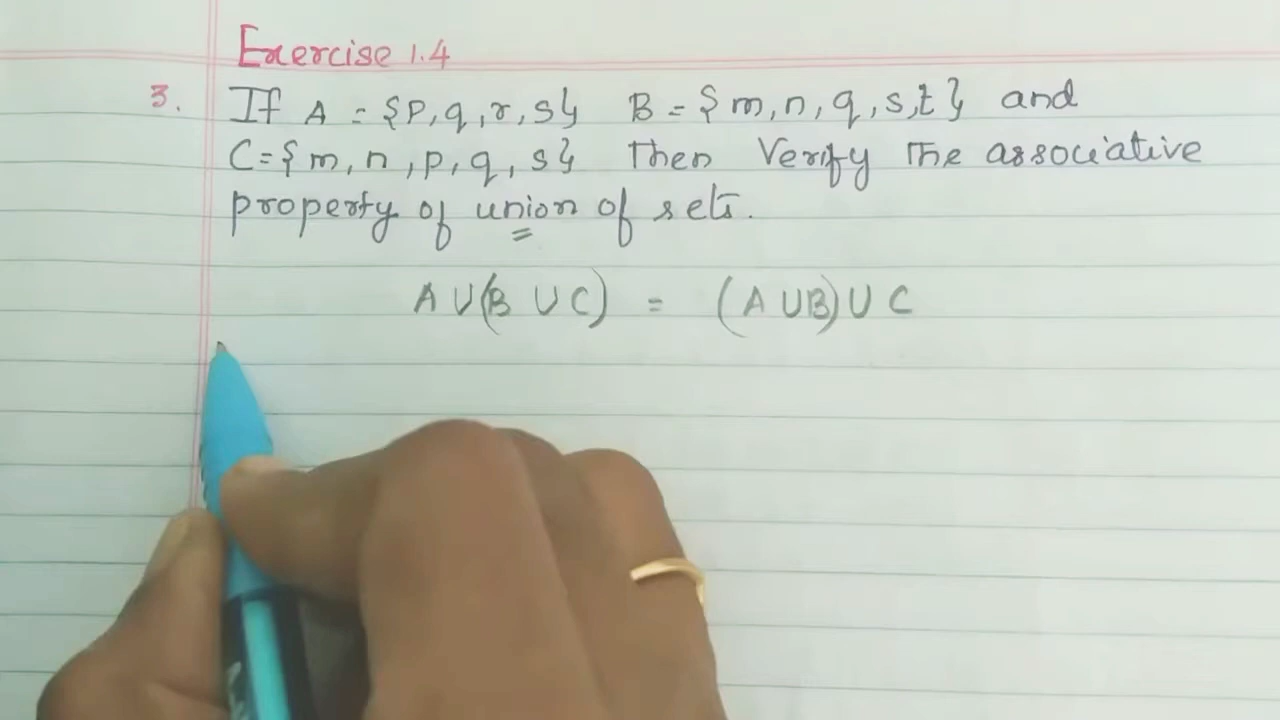 Exercise 1.4
3. If A = {P, q, r, s} B = {m, n, q, s, t} and
C = {m, n, p, q, s} Then Verify The associative
property of union of sets.
A U (B U C) = (A U B) U C